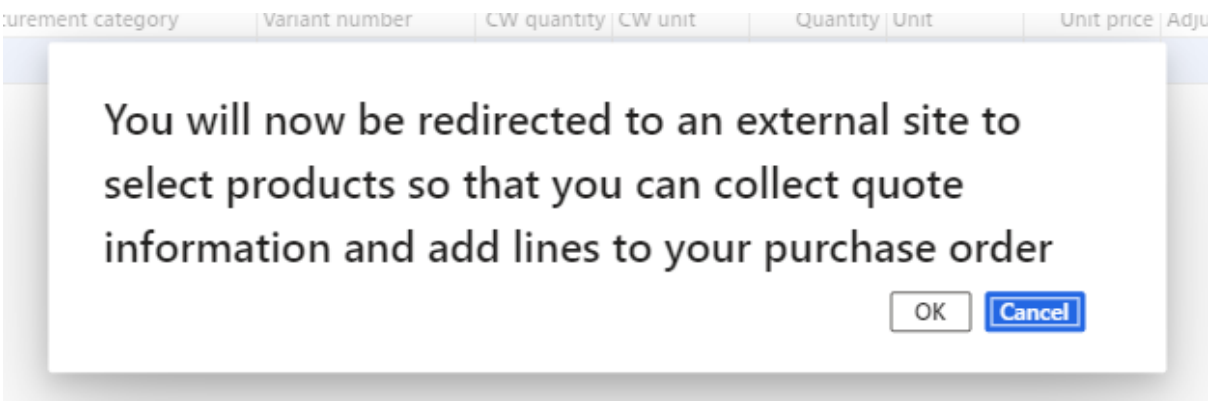 category Variant number CW quantity CW unit Quantity Unit Unit price
You will now be redirected to an external site to
select products so that you can collect quote
information and add lines to your purchase order
OK Cancel